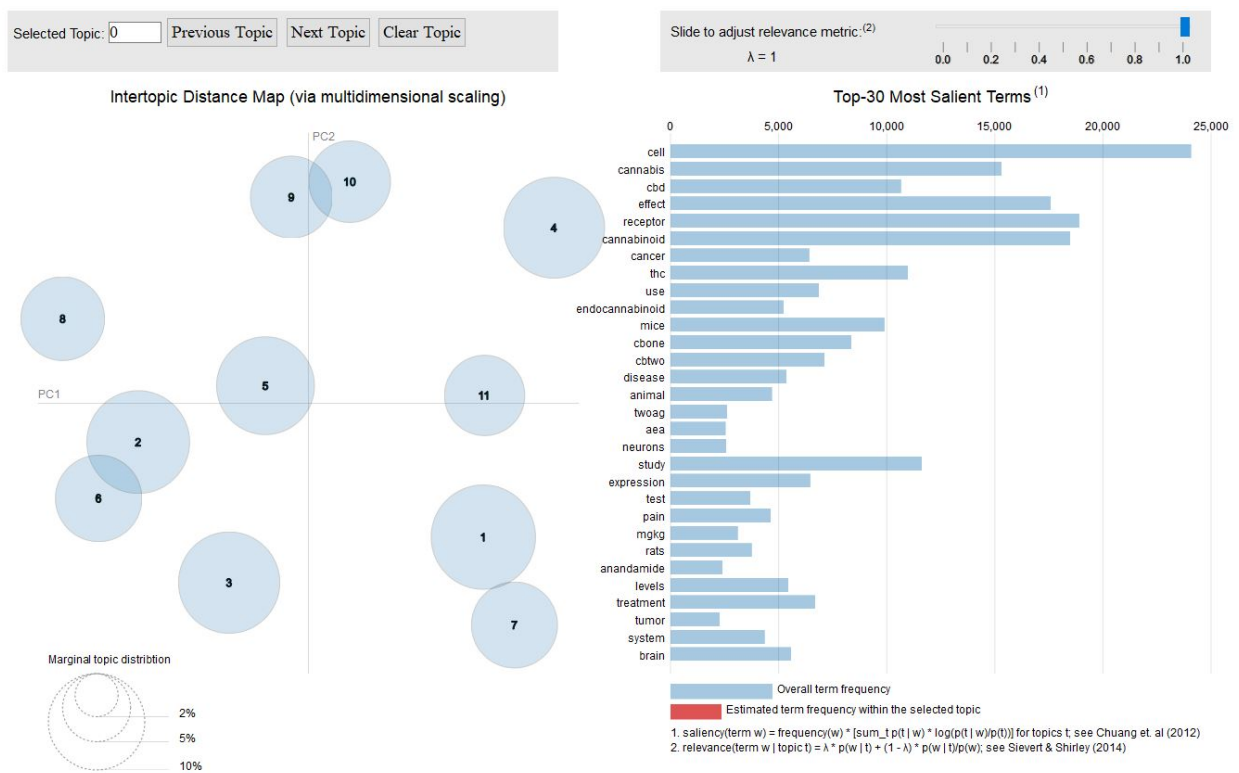 Selected Topic: 0 Previous Topic Next Topic Clear Topic
Slide to adjust relevance metric:(2)
λ = 1
0.0 0.2 0.4 0.6 0.8 1.0
Intertopic Distance Map (via multidimensional scaling)
PC2
PC1
9
10
4
8
5
11
2
6
1
3
7
Marginal topic distribtion
2%
5%
10%
Top-30 Most Salient Terms (1)
0 5,000 10,000 15,000 20,000 25,000
cell
cannabis
cbd
effect
receptor
cannabinoid
cancer
thc
use
endocannabinoid
mice
cbone
cbtwo
disease
animal
twoag
aea
neurons
study
expression
test
pain
mgkg
rats
anandamide
levels
treatment
tumor
system
brain
Overall term frequency
Estimated term frequency within the selected topic
1. saliency(term w) = frequency(w) * [sum_t p(t | w) * log(p(t | w)/p(t))] for topics t; see Chuang et. al (2012)
2. relevance(term w | topic t) = λ * p(w | t) + (1 - λ) * p(w | t)/p(w); see Sievert & Shirley (2014)